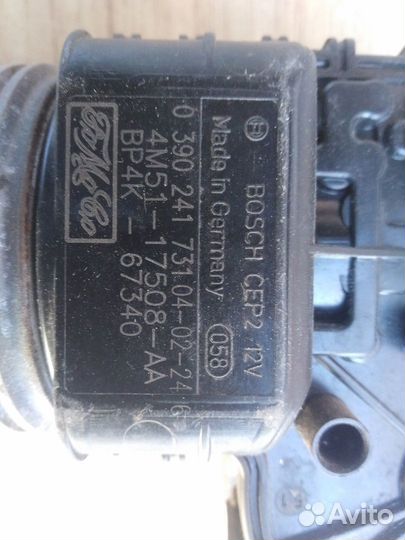 BOSCH CEP2 12V
Made in Germany 058
0 390 241 731 04-02-24 G
4M51-17508-AA
BP4K - 67340
FoMoCo
Avito